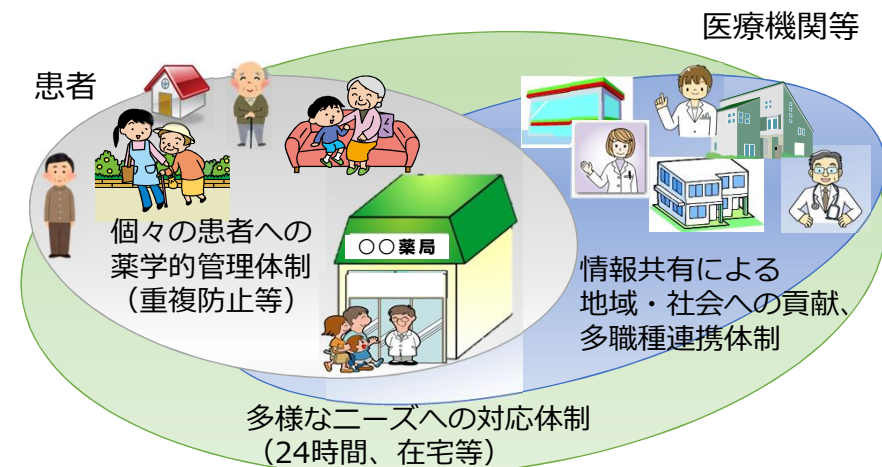 医療機関等
患者
○○薬局
個々の患者への
薬学的管理体制
（重複防止等）
情報共有による
地域・社会への貢献、
多職種連携体制
多様なニーズへの対応体制
（24時間、在宅等）